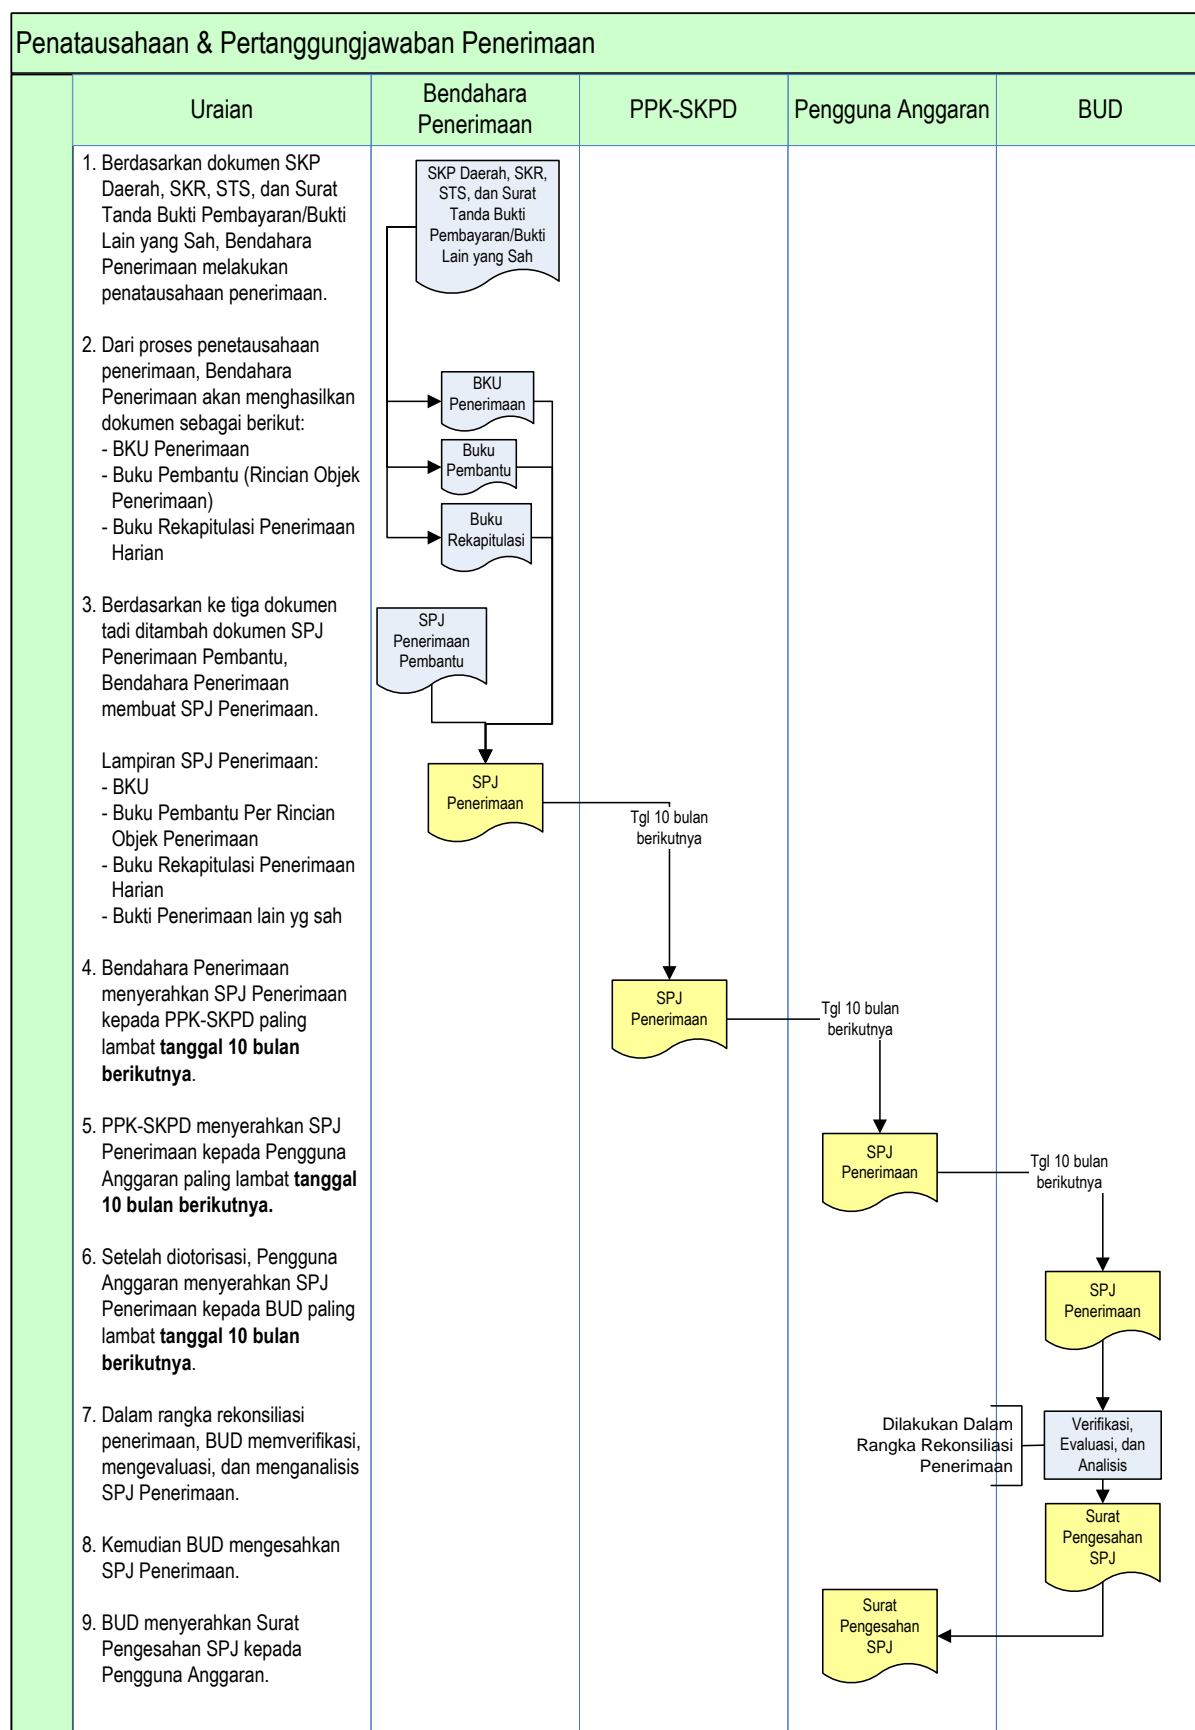 Penatausahaan & Pertanggungjawaban Penerimaan
Uraian
Bendahara
Penerimaan
PPK-SKPD
Pengguna Anggaran
BUD
1. Berdasarkan dokumen SKP
Daerah, SKR, STS, dan Surat
Tanda Bukti Pembayaran/Bukti
Lain yang Sah, Bendahara
Penerimaan melakukan
penatausahaan penerimaan.
2. Dari proses penetausahaan
penerimaan, Bendahara
Penerimaan akan menghasilkan
dokumen sebagai berikut:
- BKU Penerimaan
- Buku Pembantu (Rincian Objek
Penerimaan)
- Buku Rekapitulasi Penerimaan
Harian
3. Berdasarkan ke tiga dokumen
tadi ditambah dokumen SPJ
Penerimaan Pembantu,
Bendahara Penerimaan
membuat SPJ Penerimaan.
Lampiran SPJ Penerimaan:
- BKU
- Buku Pembantu Per Rincian
Objek Penerimaan
- Buku Rekapitulasi Penerimaan
Harian
- Bukti Penerimaan lain yg sah
4. Bendahara Penerimaan
menyerahkan SPJ Penerimaan
kepada PPK-SKPD paling
lambat tanggal 10 bulan
berikutnya.
5. PPK-SKPD menyerahkan SPJ
Penerimaan kepada Pengguna
Anggaran paling lambat tanggal
10 bulan berikutnya.
6. Setelah diotorisasi, Pengguna
Anggaran menyerahkan SPJ
Penerimaan kepada BUD paling
lambat tanggal 10 bulan
berikutnya.
7. Dalam rangka rekonsiliasi
penerimaan, BUD memverifikasi,
mengevaluasi, dan menganalisis
SPJ Penerimaan.
8. Kemudian BUD mengesahkan
SPJ Penerimaan.
9. BUD menyerahkan Surat
Pengesahan SPJ kepada
Pengguna Anggaran.
SKP Daerah, SKR,
STS, dan Surat
Tanda Bukti
Pembayaran/Bukti
Lain yang Sah
BKU
Penerimaan
Buku
Pembantu
Buku
Rekapitulasi
SPJ
Penerimaan
Pembantu
SPJ
Penerimaan
Tgl 10 bulan
berikutnya
SPJ
Penerimaan
Tgl 10 bulan
berikutnya
SPJ
Penerimaan
Tgl 10 bulan
berikutnya
SPJ
Penerimaan
Dilakukan Dalam
Rangka Rekonsiliasi
Penerimaan
Verifikasi,
Evaluasi, dan
Analisis
Surat
Pengesahan
SPJ
Surat
Pengesahan
SPJ